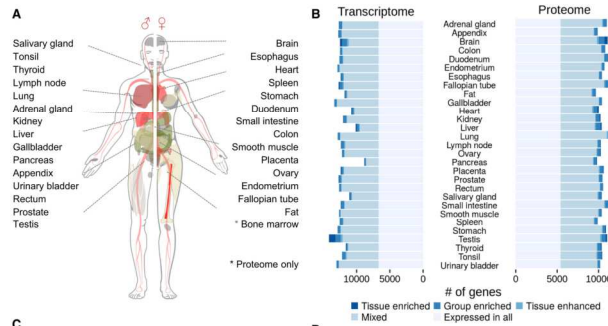 A
♂ ♀
Salivary gland
Tonsil
Thyroid
Lymph node
Lung
Adrenal gland
Kidney
Liver
Gallbladder
Pancreas
Appendix
Urinary bladder
Rectum
Prostate
Testis
Brain
Esophagus
Heart
Spleen
Stomach
Duodenum
Small intestine
Colon
Smooth muscle
Placenta
Ovary
Endometrium
Fallopian tube
Fat
* Bone marrow
* Proteome only
B
Transcriptome
Proteome
Adrenal gland
Appendix
Brain
Colon
Duodenum
Endometrium
Esophagus
Fallopian tube
Fat
Gallbladder
Heart
Kidney
Liver
Lung
Lymph node
Ovary
Pancreas
Placenta
Prostate
Rectum
Salivary gland
Small Intestine
Smooth muscle
Spleen
Stomach
Testis
Thyroid
Tonsil
Urinary bladder
10000 5000 0
0 5000 10000
# of genes
Tissue enriched Group enriched Tissue enhanced
Mixed Expressed in all
C